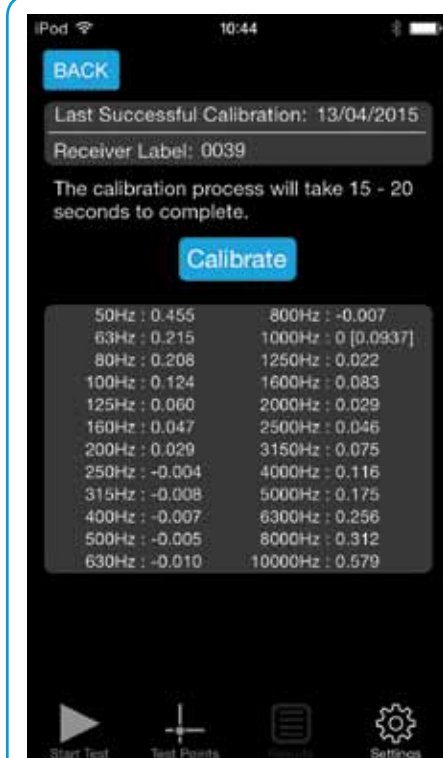 iPod 10:44
BACK
Last Successful Calibration: 13/04/2015
Receiver Label: 0039
The calibration process will take 15 - 20
seconds to complete.
Calibrate
50Hz : 0.455 800Hz : -0.007
63Hz : 0.215 1000Hz : 0 [0.0937]
80Hz : 0.208 1250Hz : 0.022
100Hz : 0.124 1600Hz : 0.083
125Hz : 0.060 2000Hz : 0.029
160Hz : 0.047 2500Hz : 0.046
200Hz : 0.029 3150Hz : 0.075
250Hz : -0.004 4000Hz : 0.116
315Hz : -0.008 5000Hz : 0.175
400Hz : -0.007 6300Hz : 0.256
500Hz : -0.005 8000Hz : 0.312
630Hz : -0.010 10000Hz : 0.579
Start Test Test Points Settings